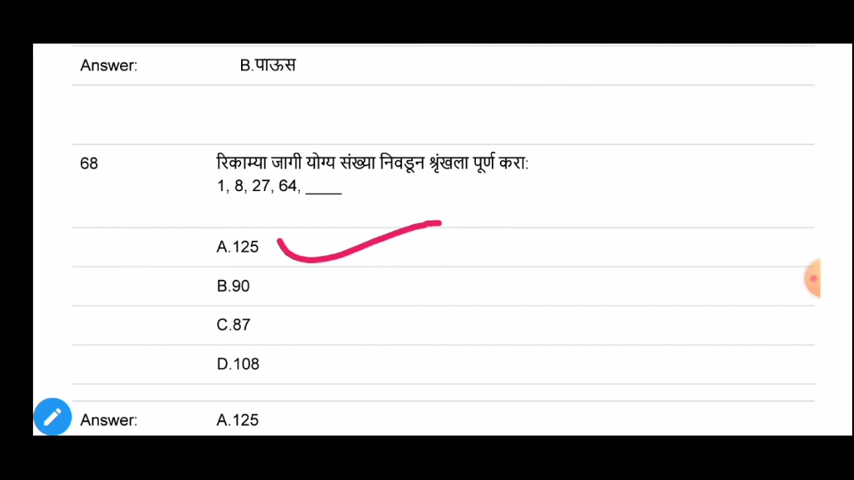 Answer: B.पाऊस
68 रिकाम्या जागी योग्य संख्या निवडून श्रृंखला पूर्ण करा:
1, 8, 27, 64, ____
A.125
B.90
C.87
D.108
Answer: A.125